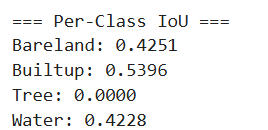 === Per-Class IoU ===
Bareland: 0.4251
Builtup: 0.5396
Tree: 0.0000
Water: 0.4228